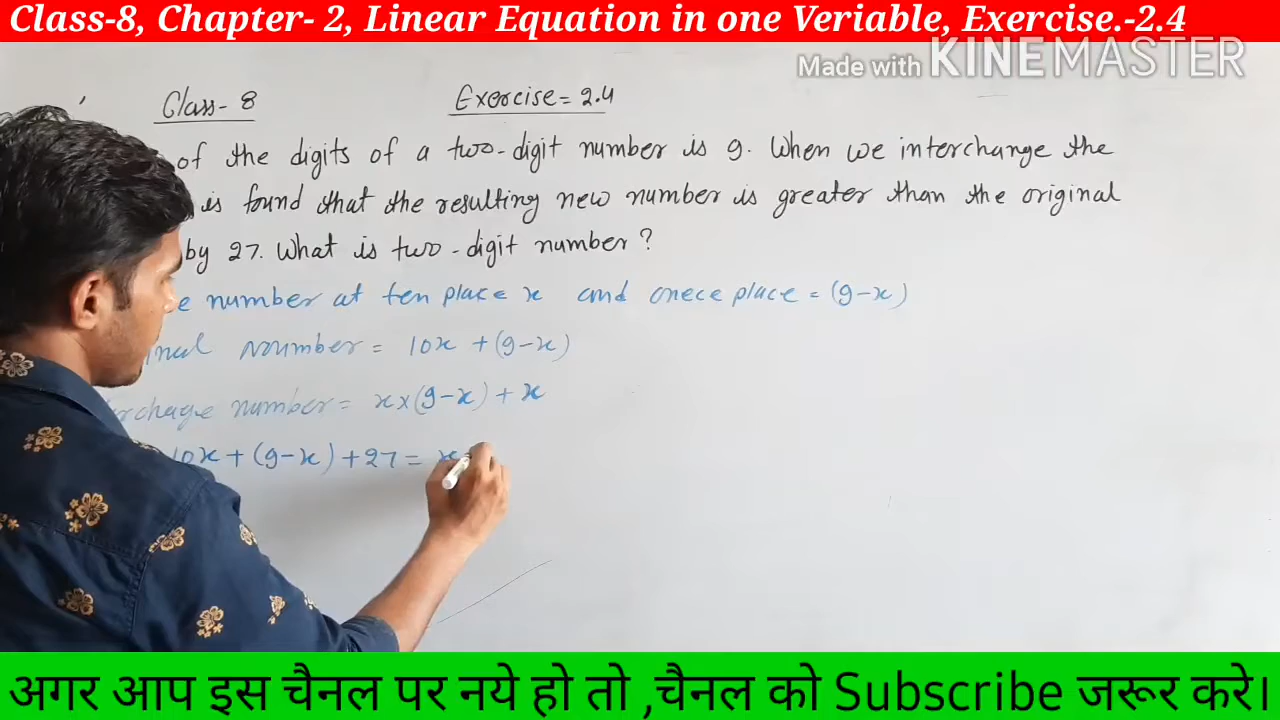 Class-8, Chapter- 2, Linear Equation in one Veriable, Exercise.-2.4
Made with KINEMASTER
Class- 8 Exercise= 2.4
of the digits of a two-digit number is 9. When we interchange the
is found that the resulting new number is greater than the original
by 27. What is two-digit number?
number at ten place x and onece place = (9-x)
nal noumber = 10x + (9-x)
number = x×(9-x) + x
10x + (9-x) + 27 = x
अगर आप इस चैनल पर नये हो तो ,चैनल को Subscribe जरूर करे।